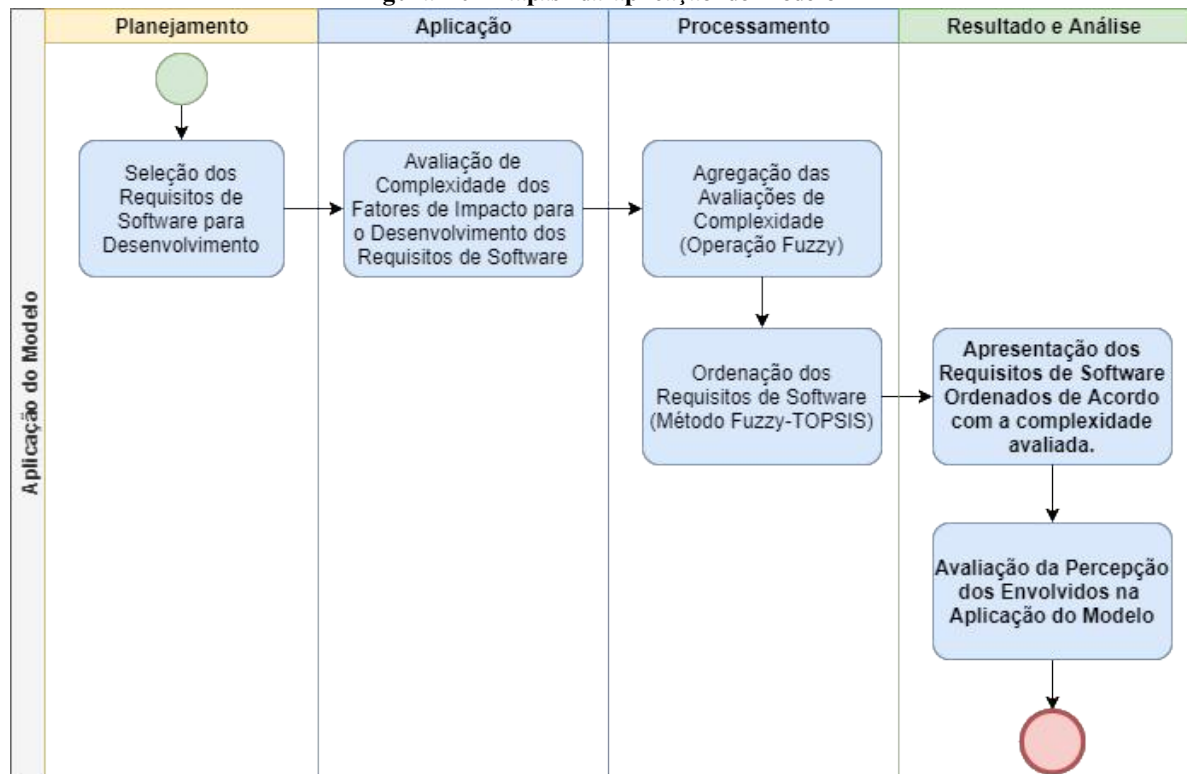 Planejamento
Aplicação
Processamento
Resultado e Análise
Aplicação do Modelo
Seleção dos
Requisitos de
Software para
Desenvolvimento
Avaliação de
Complexidade dos
Fatores de Impacto para
o Desenvolvimento dos
Requisitos de Software
Agregação das
Avaliações de
Complexidade
(Operação Fuzzy)
Ordenação dos
Requisitos de Software
(Método Fuzzy-TOPSIS)
Apresentação dos
Requisitos de Software
Ordenados de Acordo
com a complexidade
avaliada.
Avaliação da Percepção
dos Envolvidos na
Aplicação do Modelo